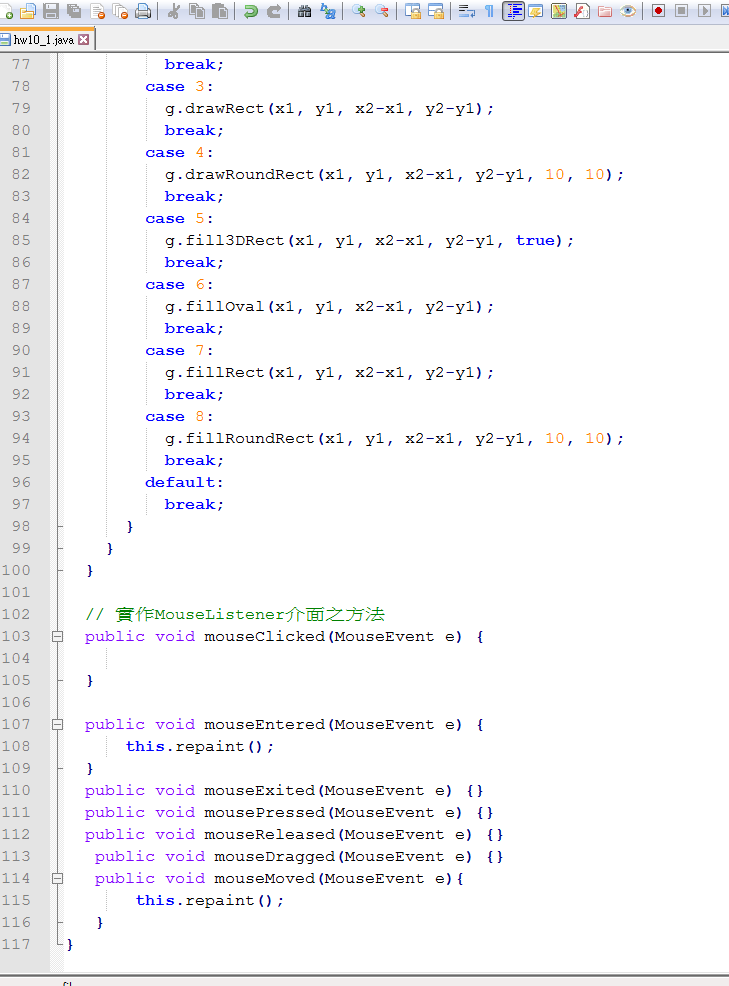 hw10_1.java
77 break;
78 case 3:
79 g.drawRect(x1, y1, x2-x1, y2-y1);
80 break;
81 case 4:
82 g.drawRoundRect(x1, y1, x2-x1, y2-y1, 10, 10);
83 break;
84 case 5:
85 g.fill3DRect(x1, y1, x2-x1, y2-y1, true);
86 break;
87 case 6:
88 g.fillOval(x1, y1, x2-x1, y2-y1);
89 break;
90 case 7:
91 g.fillRect(x1, y1, x2-x1, y2-y1);
92 break;
93 case 8:
94 g.fillRoundRect(x1, y1, x2-x1, y2-y1, 10, 10);
95 break;
96 default:
97 break;
98 }
99 }
100 }
101
102 // 實作MouseListener介面之方法
103 public void mouseClicked(MouseEvent e) {
104
105 }
106
107 public void mouseEntered(MouseEvent e) {
108 this.repaint();
109 }
110 public void mouseExited(MouseEvent e) {}
111 public void mousePressed(MouseEvent e) {}
112 public void mouseReleased(MouseEvent e) {}
113 public void mouseDragged(MouseEvent e) {}
114 public void mouseMoved(MouseEvent e){
115 this.repaint();
116 }
117 }